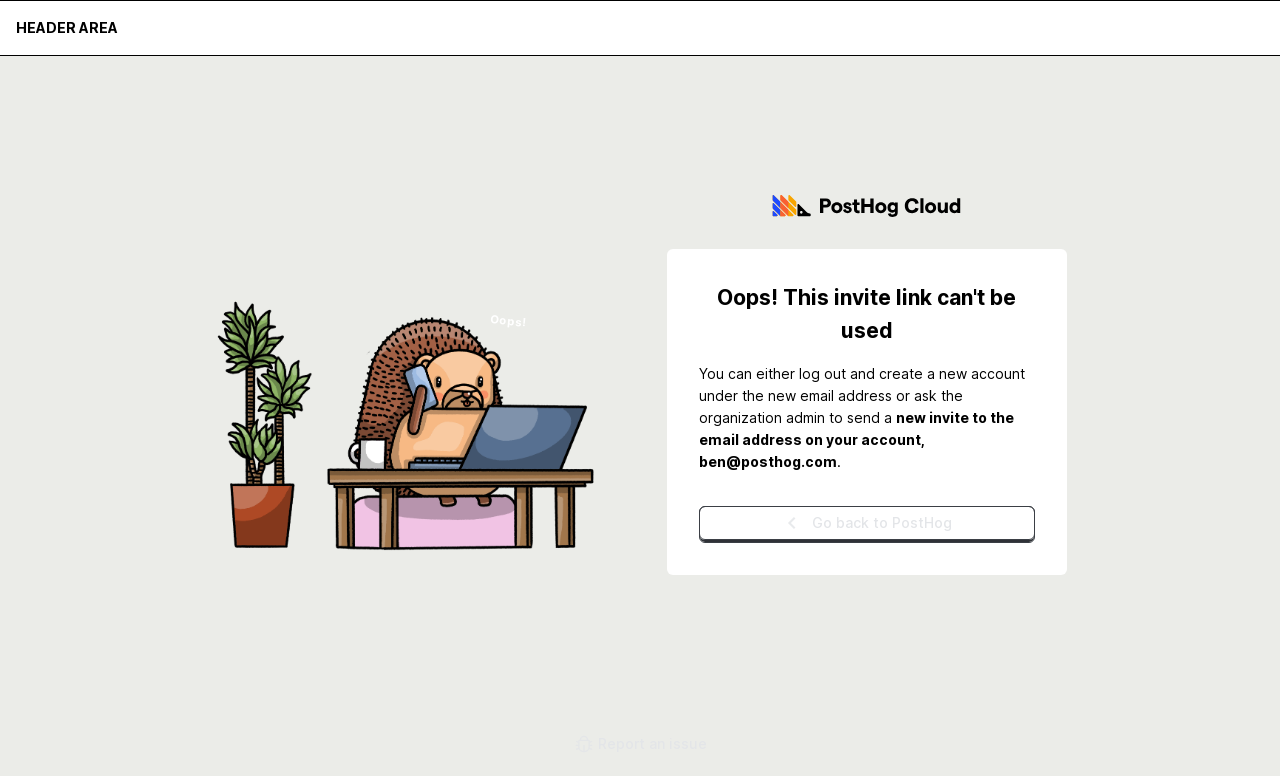 HEADER AREA
PostHog Cloud
Oops!
Oops! This invite link can't be
used
You can either log out and create a new account
under the new email address or ask the
organization admin to send a new invite to the
email address on your account,
ben@posthog.com.
Go back to PostHog
Report an issue